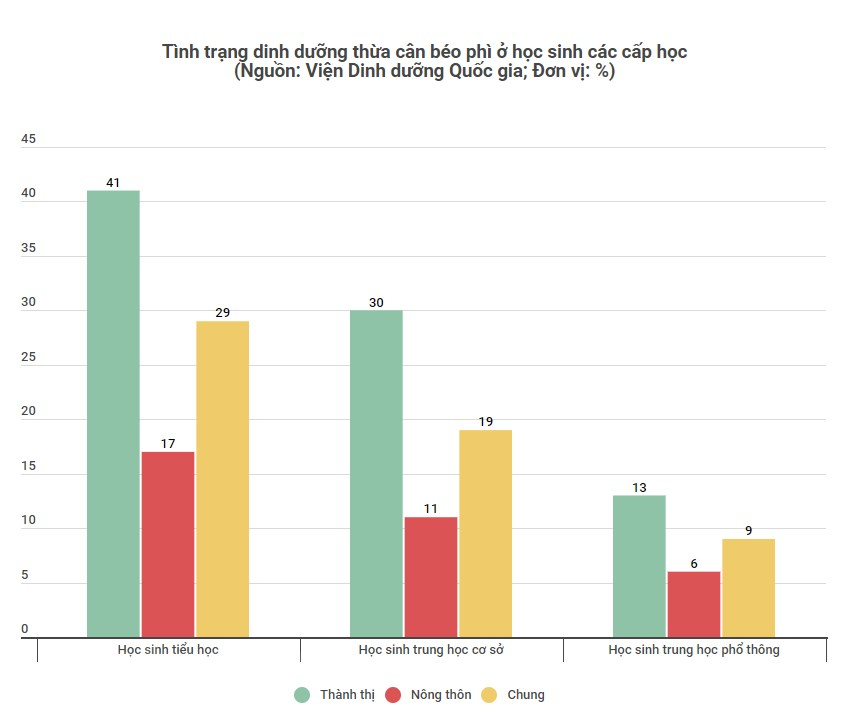 Tình trạng dinh dưỡng thừa cân béo phì ở học sinh các cấp học
(Nguồn: Viện Dinh dưỡng Quốc gia; Đơn vị: %)
45
40
35
30
25
20
15
10
5
0
41
17
29
30
11
19
13
6
9
Học sinh tiểu học
Học sinh trung học cơ sở
Học sinh trung học phổ thông
Thành thị
Nông thôn
Chung